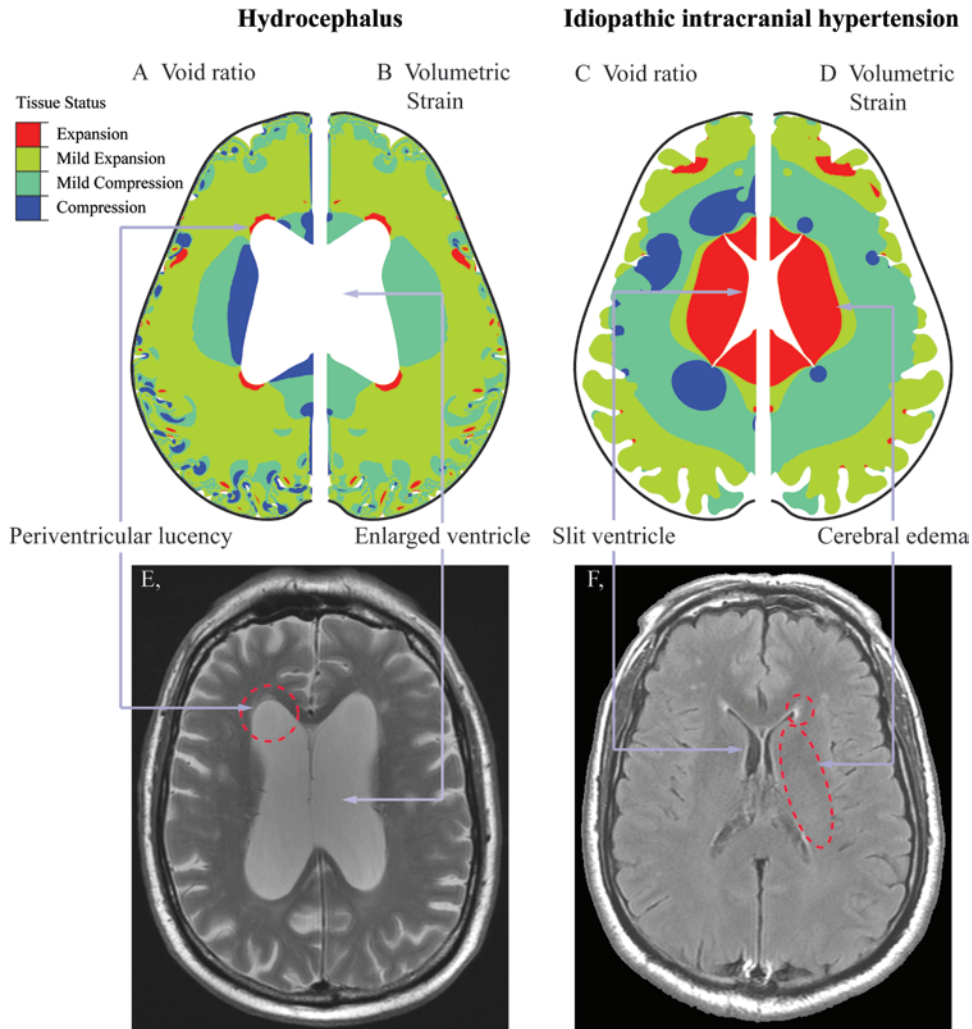 Hydrocephalus
Idiopathic intracranial hypertension
A Void ratio
B Volumetric
Strain
C Void ratio
D Volumetric
Strain
Tissue Status
Expansion
Mild Expansion
Mild Compression
Compression
Periventricular lucency
Enlarged ventricle
Slit ventricle
Cerebral edema
E,
F,